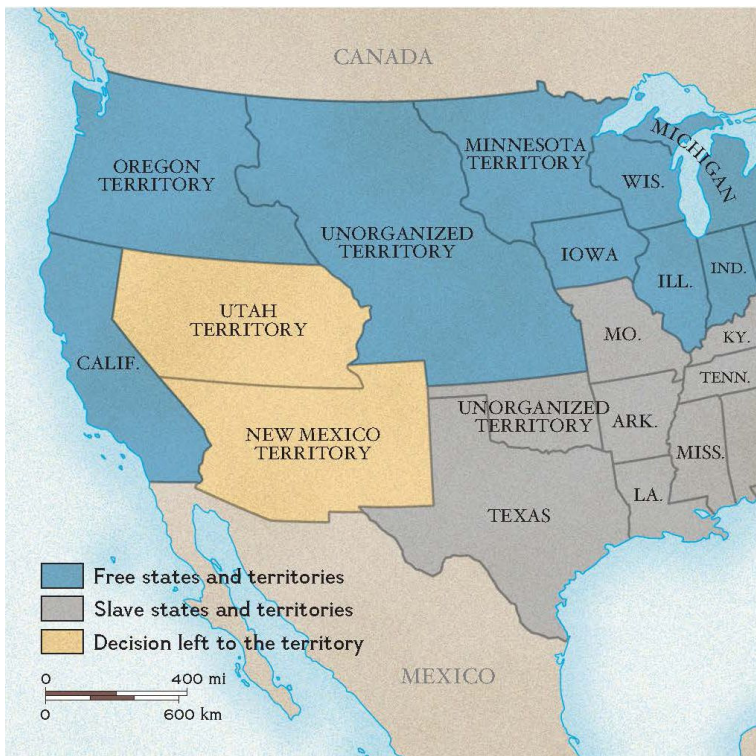 CANADA
OREGON
TERRITORY
MINNESOTA
TERRITORY
MICHIGAN
WIS.
UNORGANIZED
TERRITORY
IOWA
ILL.
IND.
UTAH
TERRITORY
CALIF.
MO.
KY.
TENN.
UNORGANIZED
TERRITORY
ARK.
NEW MEXICO
TERRITORY
MISS.
LA.
TEXAS
Free states and territories
Slave states and territories
Decision left to the territory
MEXICO
0 400 mi
0 600 km